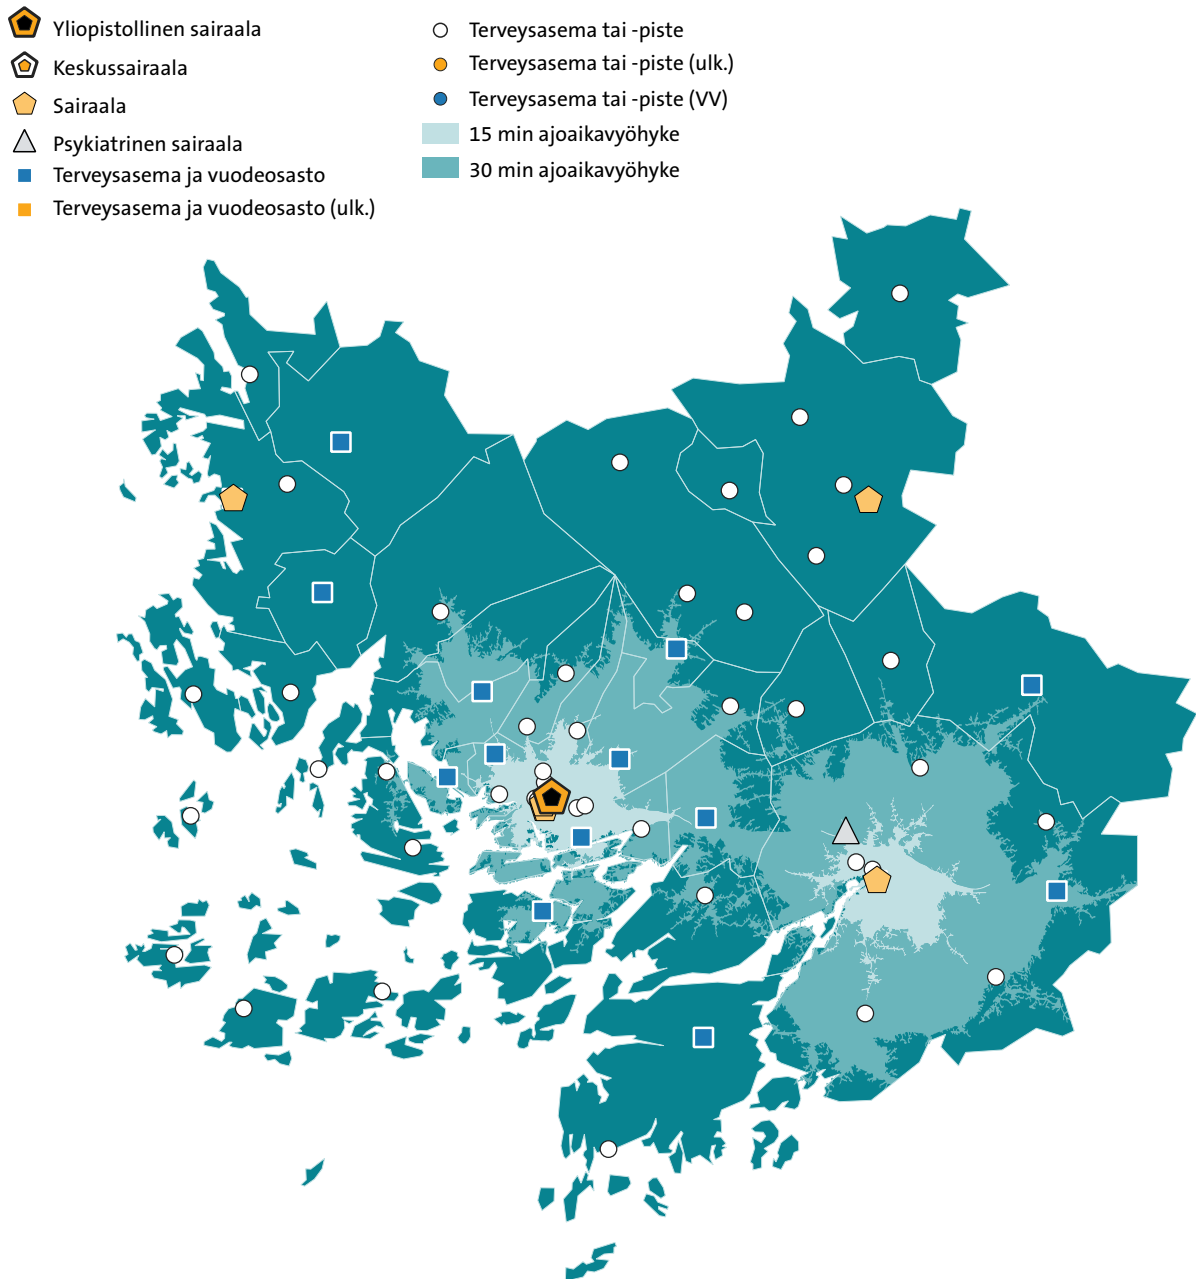 Yliopistollinen sairaala
Keskussairaala
Sairaala
Psykiatrinen sairaala
Terveysasema ja vuodeosasto
Terveysasema ja vuodeosasto (ulk.)
Terveysasema tai -piste
Terveysasema tai -piste (ulk.)
Terveysasema tai -piste (VV)
15 min ajoaikavyöhyke
30 min ajoaikavyöhyke